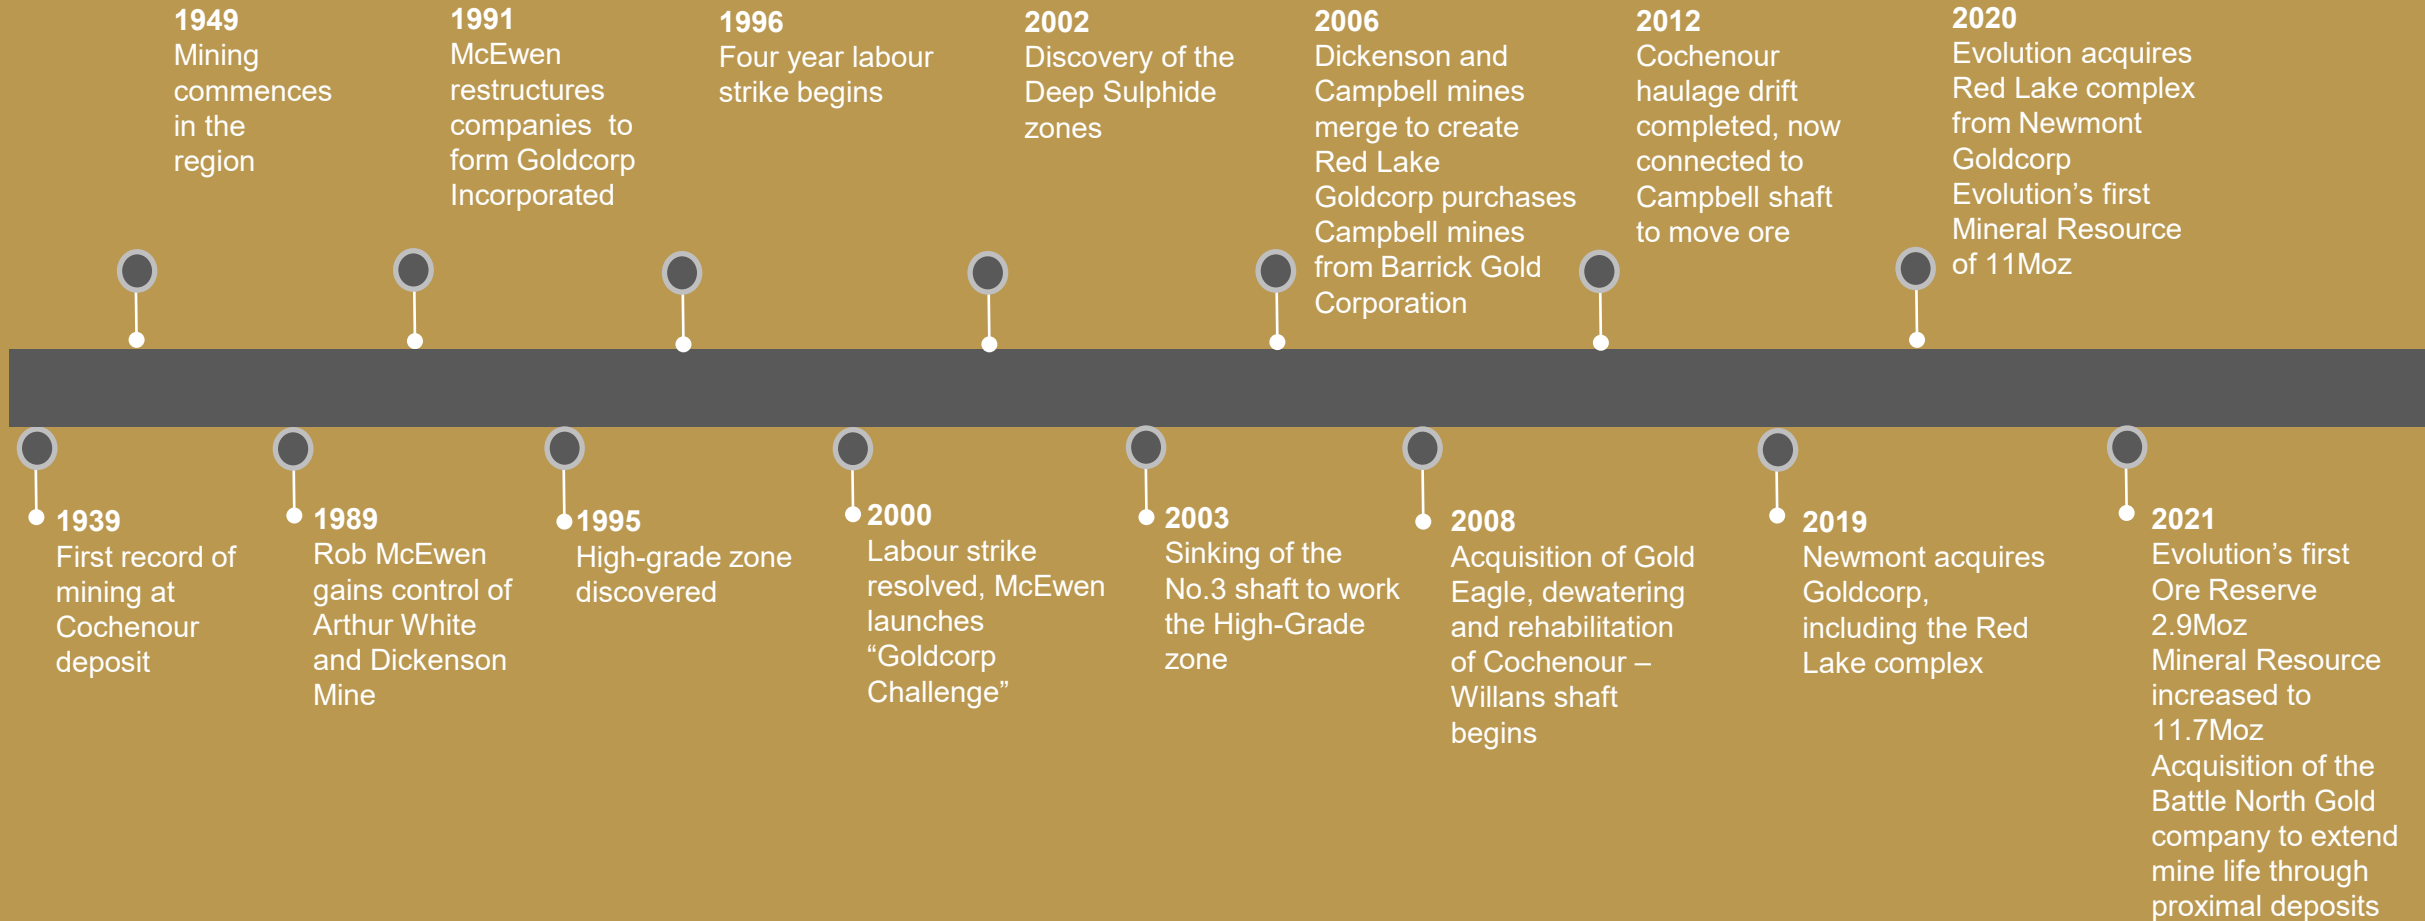 1949
Mining
commences
in the
region
1991
McEwen
restructures
companies  to
form Goldcorp
Incorporated
1996
Four year labour
strike begins
2002
Discovery of the
Deep Sulphide
zones
2006
Dickenson and
Campbell mines
merge to create
Red Lake
Goldcorp purchases
Campbell mines
from Barrick Gold
Corporation
2012
Cochenour
haulage drift
completed, now
connected to
Campbell shaft
to move ore
2020
Evolution acquires
Red Lake complex
from Newmont
Goldcorp
Evolution’s first
Mineral Resource
of 11Moz
1939
First record of
mining at
Cochenour
deposit
1989
Rob McEwen
gains control of
Arthur White
and Dickenson
Mine
1995
High-grade zone
discovered
2000
Labour strike
resolved, McEwen
launches
“Goldcorp
Challenge”
2003
Sinking of the
No.3 shaft to work
the High-Grade
zone
2008
Acquisition of Gold
Eagle, dewatering
and rehabilitation
of Cochenour –
Willans shaft
begins
2019
Newmont acquires
Goldcorp,
including the Red
Lake complex
2021
Evolution’s first
Ore Reserve
2.9Moz
Mineral Resource
increased to
11.7Moz
Acquisition of the
Battle North Gold
company to extend
mine life through
proximal deposits